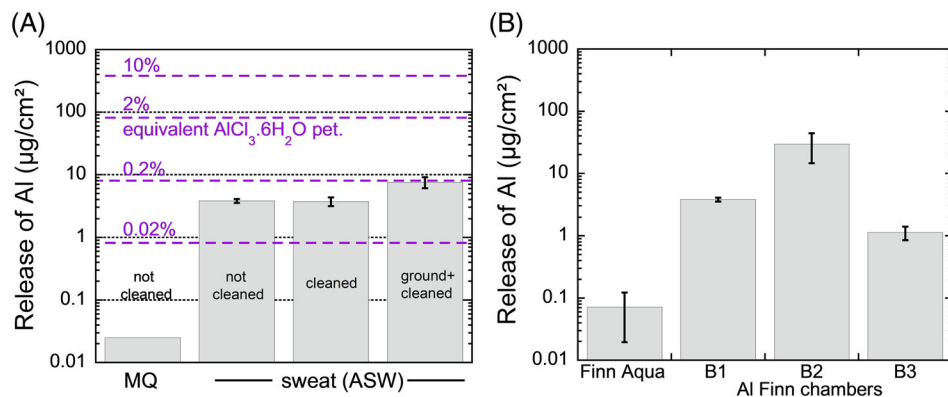 (A)
Release of Al (µg/cm²)
1000
100
10
1
0.1
0.01
10%
2%
equivalent AlCl₃.6H₂O pet.
0.2%
0.02%
not
cleaned
not
cleaned
cleaned
ground+
cleaned
MQ
sweat (ASW)
(B)
Release of Al (µg/cm²)
1000
100
10
1
0.1
0.01
Finn Aqua
B1
B2
B3
Al Finn chambers